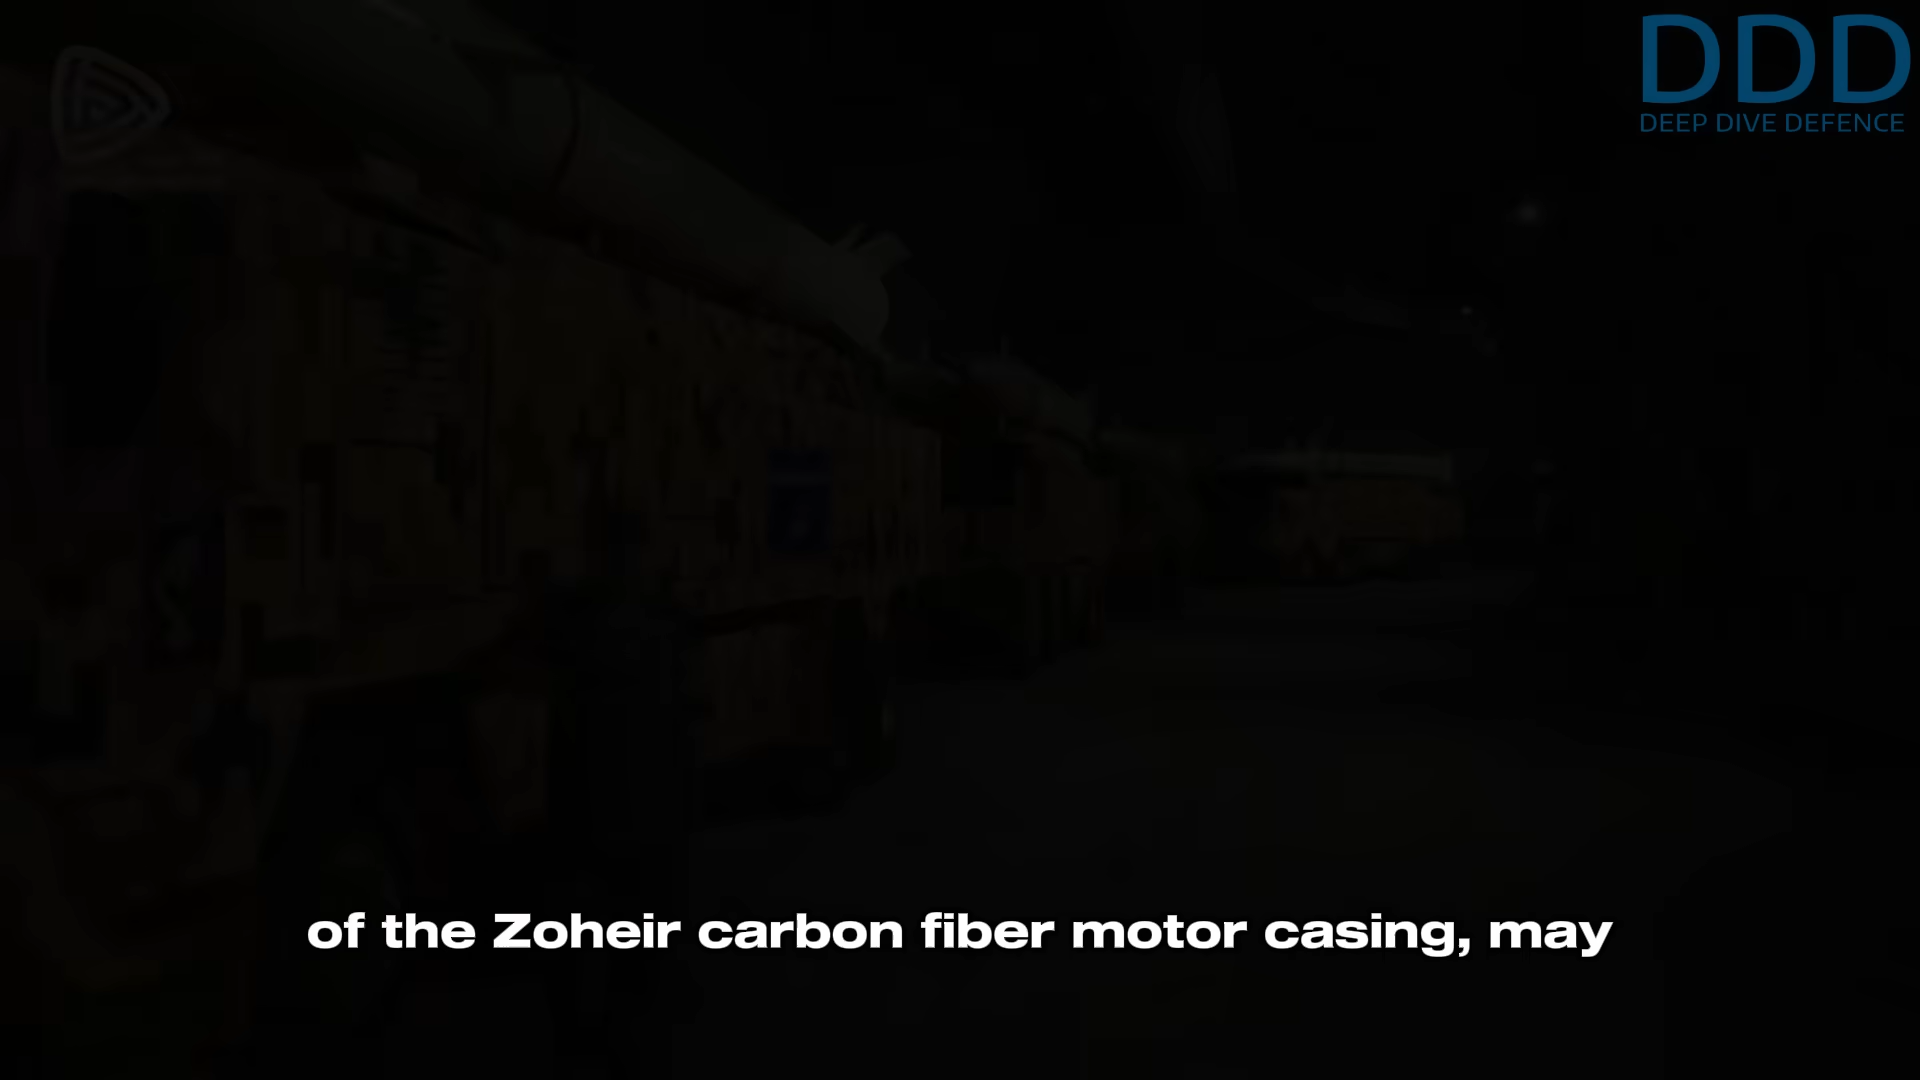 DDD
DEEP DIVE DEFENCE
of the Zoheir carbon fiber motor casing, may